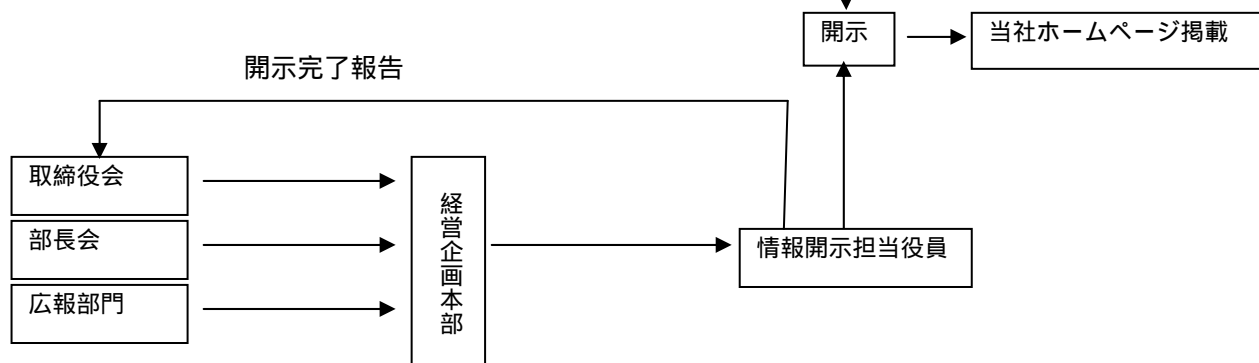 開示
当社ホームページ掲載
開示完了報告
取締役会
部長会
広報部門
経営企画本部
情報開示担当役員